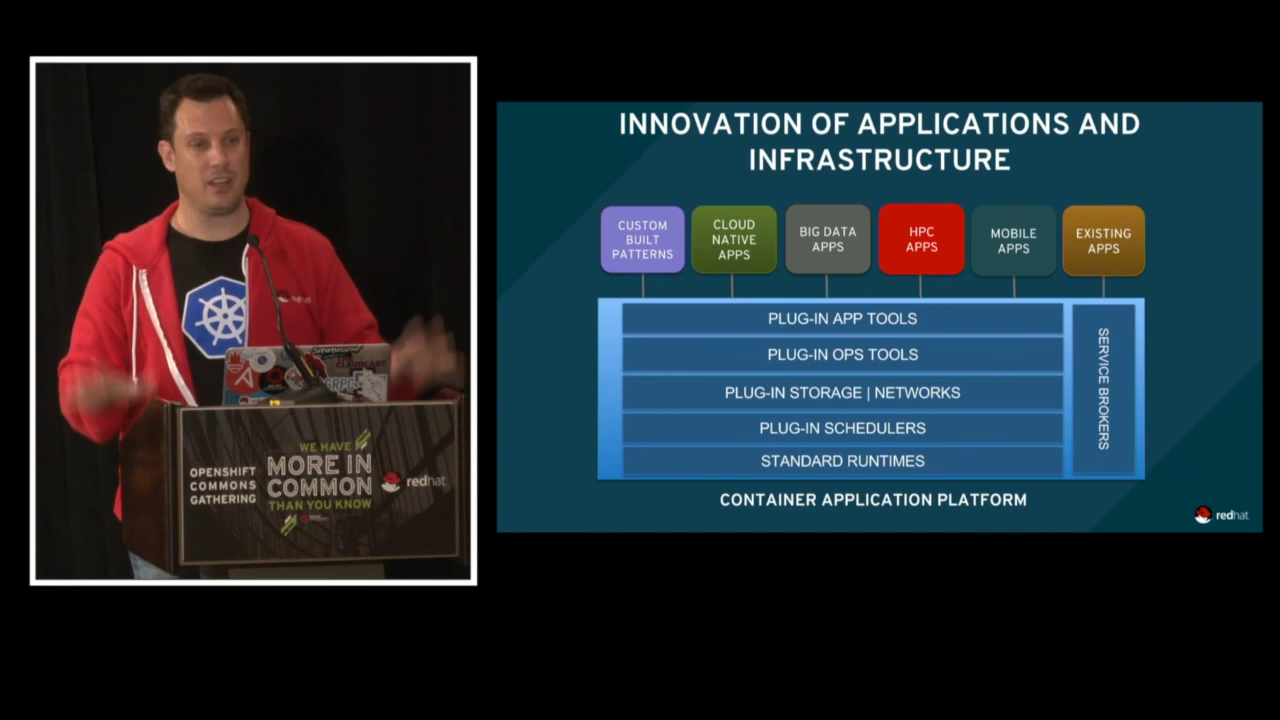 INNOVATION OF APPLICATIONS AND
INFRASTRUCTURE
CUSTOM
BUILT
PATTERNS
CLOUD
NATIVE
APPS
BIG DATA
APPS
HPC
APPS
MOBILE
APPS
EXISTING
APPS
PLUG-IN APP TOOLS
PLUG-IN OPS TOOLS
PLUG-IN STORAGE | NETWORKS
PLUG-IN SCHEDULERS
STANDARD RUNTIMES
SERVICE BROKERS
CONTAINER APPLICATION PLATFORM
redhat
OPENSHIFT
COMMONS
GATHERING
WE HAVE
MORE IN
COMMON
THAN YOU KNOW
redhat
redhat
GRPC